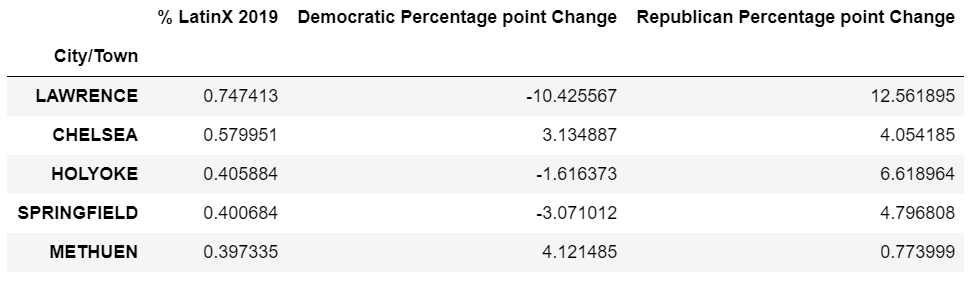 % LatinX 2019 Democratic Percentage point Change Republican Percentage point Change
City/Town
LAWRENCE 0.747413 -10.425567 12.561895
CHELSEA 0.579951 3.134887 4.054185
HOLYOKE 0.405884 -1.616373 6.618964
SPRINGFIELD 0.400684 -3.071012 4.796808
METHUEN 0.397335 4.121485 0.773999